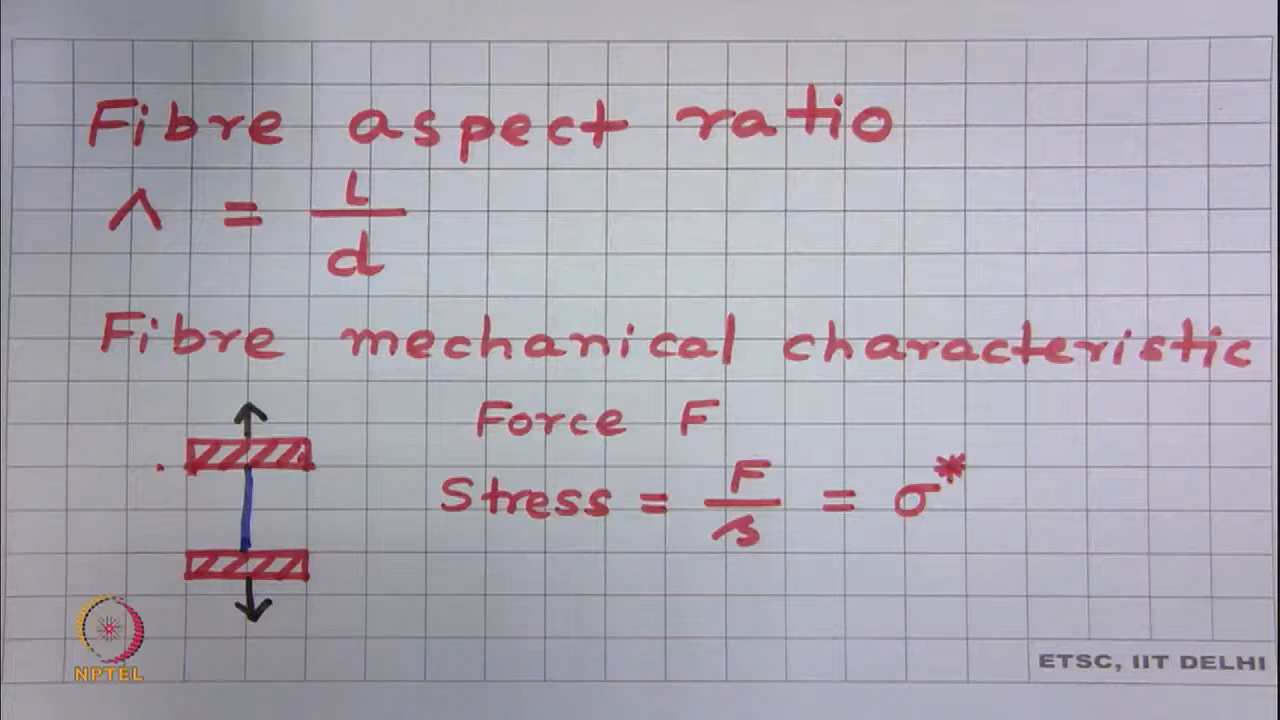 Fibre aspect ratio
Λ = l / d
Fibre mechanical characteristic
Force F
Stress = F / s = σ*
NPTEL
ETSC, IIT DELHI